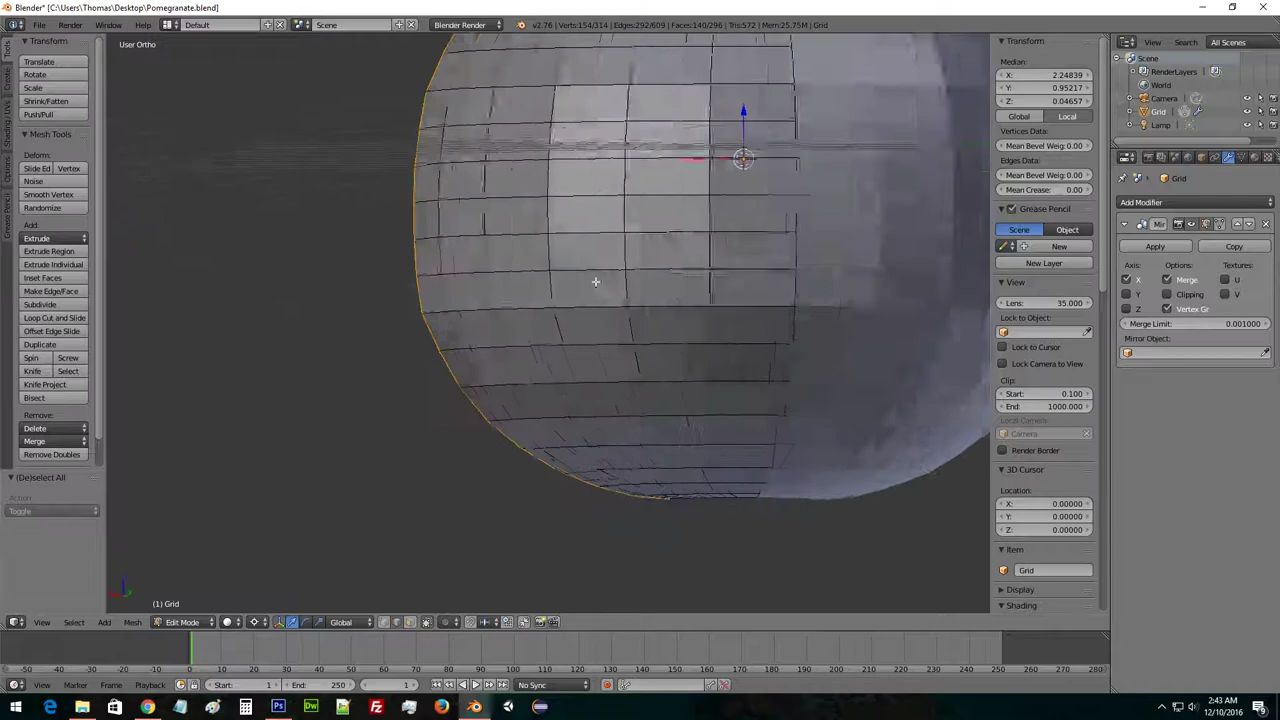 Blender* [C:\Users\Thomas\Desktop\Pomegranate.blend]
File Render Window Help Default Scene Blender Render v2.76 | Verts:154/314 | Edges:292/609 | Faces:140/296 | Tris:572 | Mem:25.75M | Grid
Transform
Translate
Rotate
Scale
Shrink/Fatten
Push/Pull
Mesh Tools
Deform:
Slide Ed Vertex
Noise
Smooth Vertex
Randomize
Add:
Extrude
Extrude Region
Extrude Individual
Inset Faces
Make Edge/Face
Subdivide
Loop Cut and Slide
Offset Edge Slide
Duplicate
Spin Screw
Knife Select
Knife Project
Bisect
Remove:
Delete
Merge
Remove Doubles
(De)select All
Action:
Toggle
Tools
Create
Shading / UVs
Options
Grease Pencil
User Ortho
(1) Grid
Transform
Median:
X: 2.24839
Y: 0.95217
Z: 0.04657
Global Local
Vertices Data:
Mean Bevel Weig: 0.00
Edges Data:
Mean Bevel Weig: 0.00
Mean Crease: 0.00
Grease Pencil
Scene Object
New
New Layer
View
Lens: 35.000
Lock to Object:
Lock to Cursor
Lock Camera to View
Clip:
Start: 0.100
End: 1000.000
Local Camera:
Camera
Render Border
3D Cursor
Location:
X: 0.00000
Y: 0.00000
Z: 0.00000
Item
Grid
Display
Shading
View Search All Scenes
Scene
RenderLayers
World
Camera
Grid
Lamp
Grid
Add Modifier
Mir
Apply Copy
Axis: Options: Textures:
X Merge U
Y Clipping V
Z Vertex Gr
Merge Limit: 0.001000
Mirror Object:
View Select Add Mesh Edit Mode Global
-50 -40 -30 -20 -10 0 10 20 30 40 50 60 70 80 90 100 110 120 130 140 150 160 170 180 190 200 210 220 230 240 250 260 270 280
View Marker Frame Playback Start: 1 End: 250 1 No Sync
2:43 AM
12/10/2016